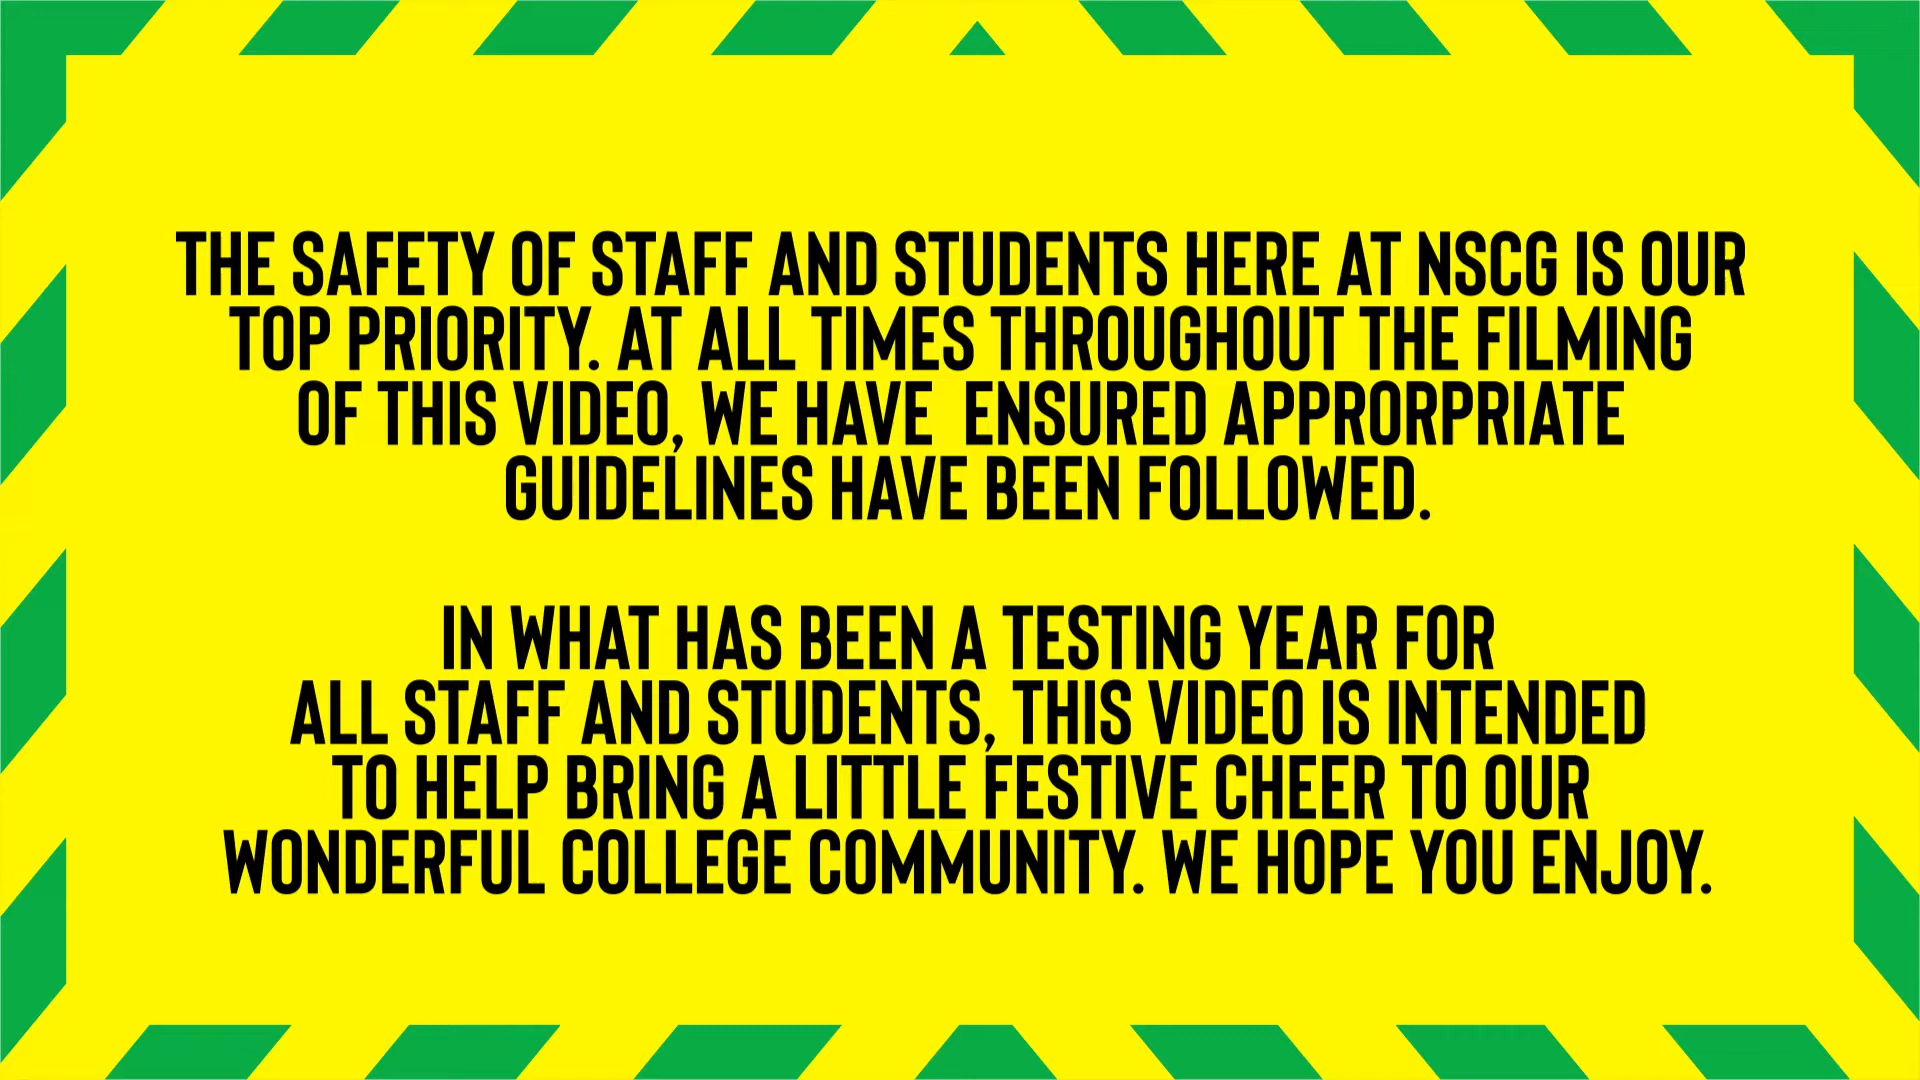 THE SAFETY OF STAFF AND STUDENTS HERE AT NSCG IS OUR
TOP PRIORITY. AT ALL TIMES THROUGHOUT THE FILMING
OF THIS VIDEO, WE HAVE  ENSURED APPRORPRIATE
GUIDELINES HAVE BEEN FOLLOWED.
IN WHAT HAS BEEN A TESTING YEAR FOR
ALL STAFF AND STUDENTS, THIS VIDEO IS INTENDED
TO HELP BRING A LITTLE FESTIVE CHEER TO OUR
WONDERFUL COLLEGE COMMUNITY. WE HOPE YOU ENJOY.